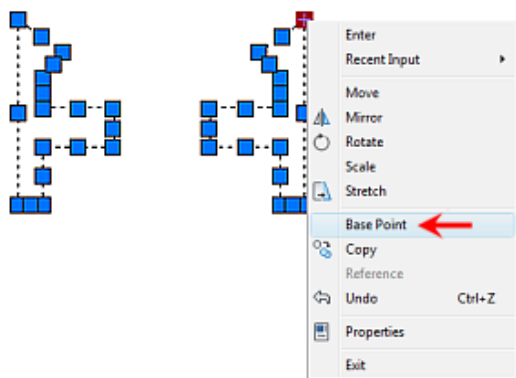 Enter
Recent Input
Move
Mirror
Rotate
Scale
Stretch
Base Point
Copy
Reference
Undo Ctrl+Z
Properties
Exit